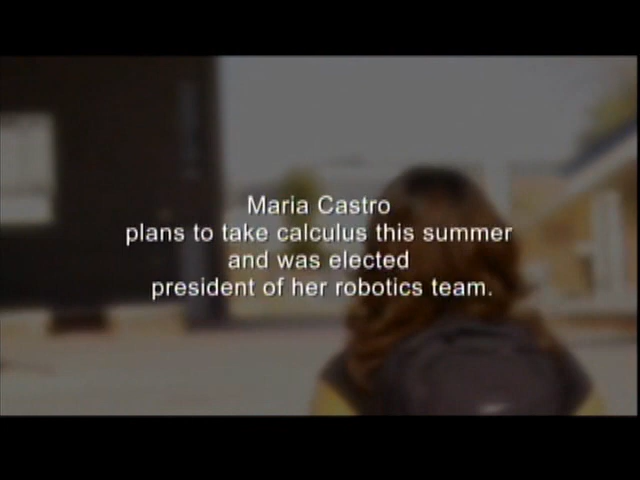 Maria Castro
plans to take calculus this summer
and was elected
president of her robotics team.